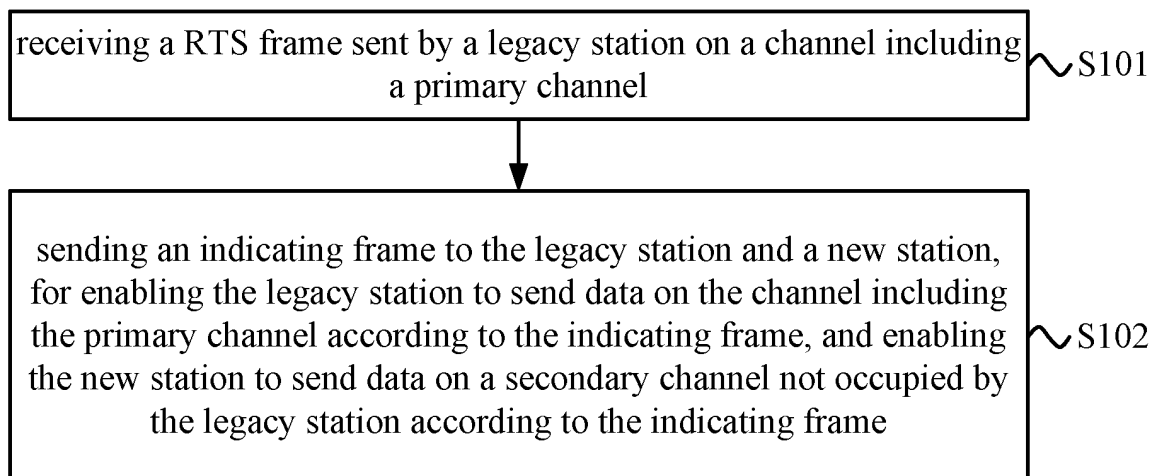 receiving a RTS frame sent by a legacy station on a channel including
a primary channel
S101
sending an indicating frame to the legacy station and a new station,
for enabling the legacy station to send data on the channel including
the primary channel according to the indicating frame, and enabling
the new station to send data on a secondary channel not occupied by
the legacy station according to the indicating frame
S102